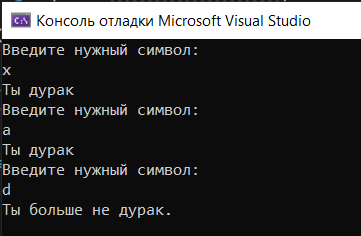 Консоль отладки Microsoft Visual Studio
Введите нужный символ:
x
Ты дурак
Введите нужный символ:
a
Ты дурак
Введите нужный символ:
d
Ты больше не дурак.